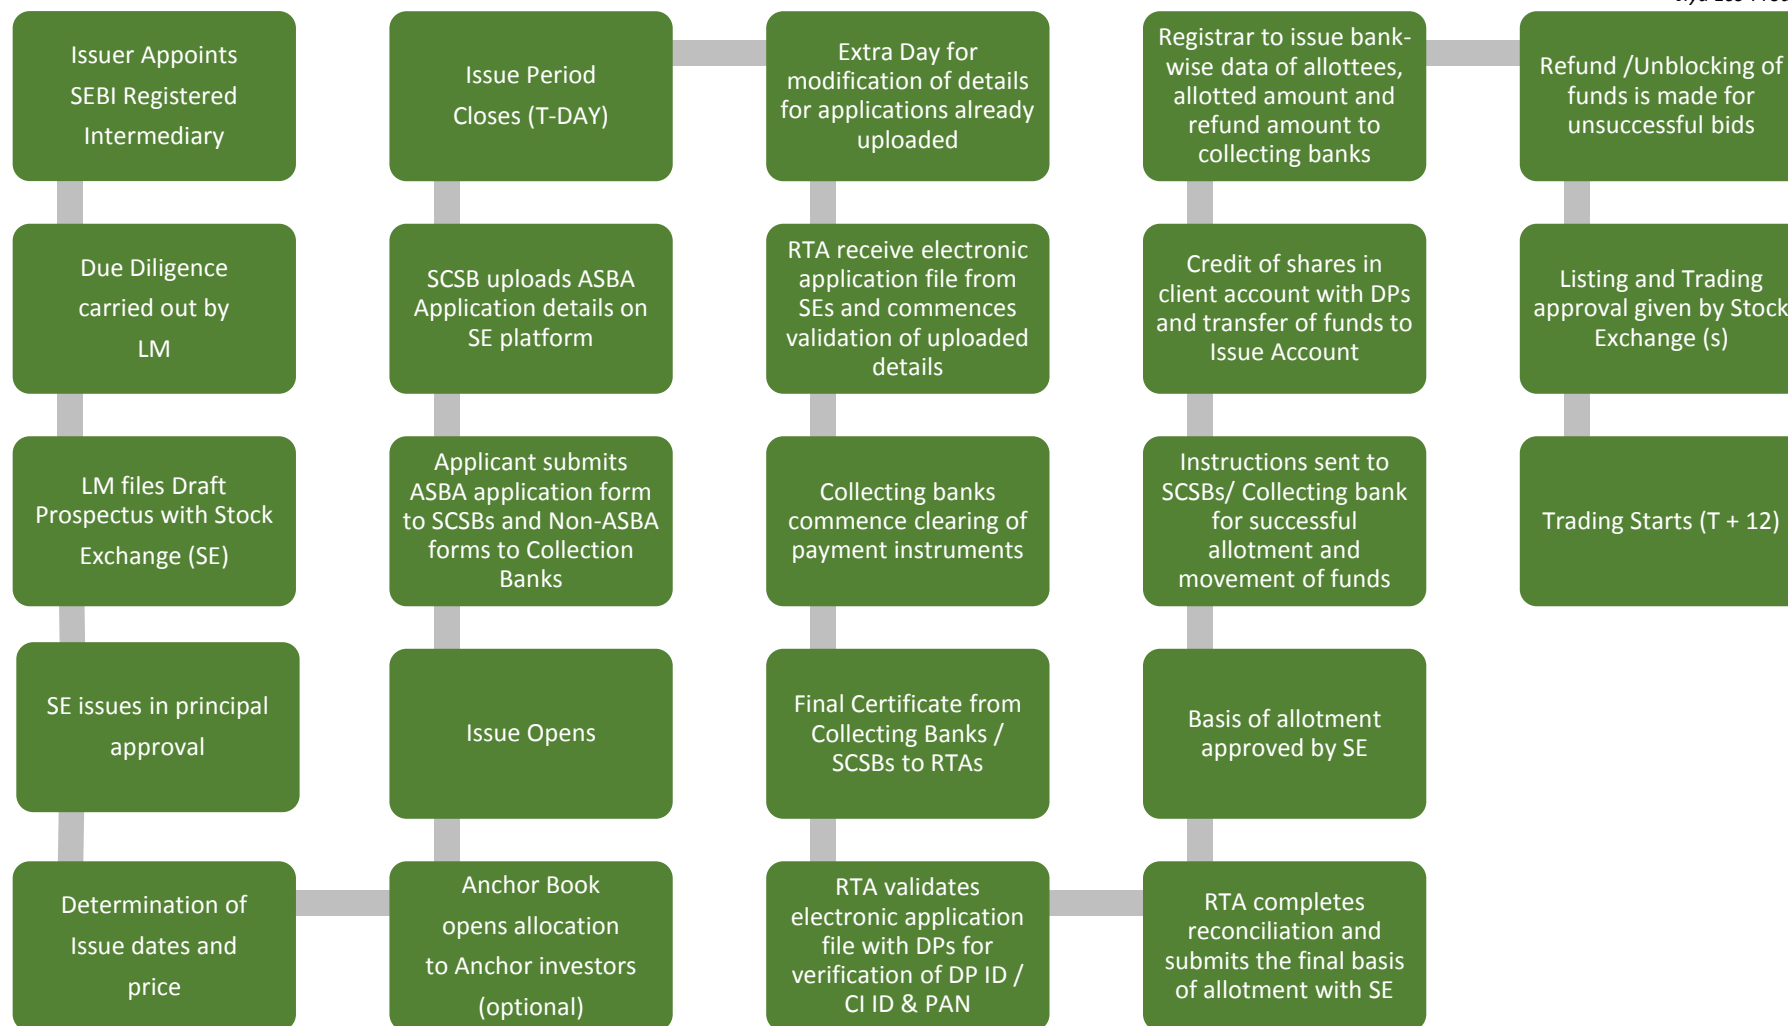 Issuer Appoints
SEBI Registered
Intermediary
Due Diligence
carried out by
LM
LM files Draft
Prospectus with Stock
Exchange (SE)
SE issues in principal
approval
Determination of
Issue dates and
price
Anchor Book
opens allocation
to Anchor investors
(optional)
Issue Opens
Applicant submits
ASBA application form
to SCSBs and Non-ASBA
forms to Collection
Banks
SCSB uploads ASBA
Application details on
SE platform
Issue Period
Closes (T-DAY)
Extra Day for
modification of details
for applications already
uploaded
RTA receive electronic
application file from
SEs and commences
validation of uploaded
details
Collecting banks
commence clearing of
payment instruments
Final Certificate from
Collecting Banks /
SCSBs to RTAs
RTA validates
electronic application
file with DPs for
verification of DP ID /
CI ID & PAN
RTA completes
reconciliation and
submits the final basis
of allotment with SE
Basis of allotment
approved by SE
Instructions sent to
SCSBs/ Collecting bank
for successful
allotment and
movement of funds
Credit of shares in
client account with DPs
and transfer of funds to
Issue Account
Registrar to issue bank-
wise data of allottees,
allotted amount and
refund amount to
collecting banks
Refund /Unblocking of
funds is made for
unsuccessful bids
Listing and Trading
approval given by Stock
Exchange (s)
Trading Starts (T + 12)